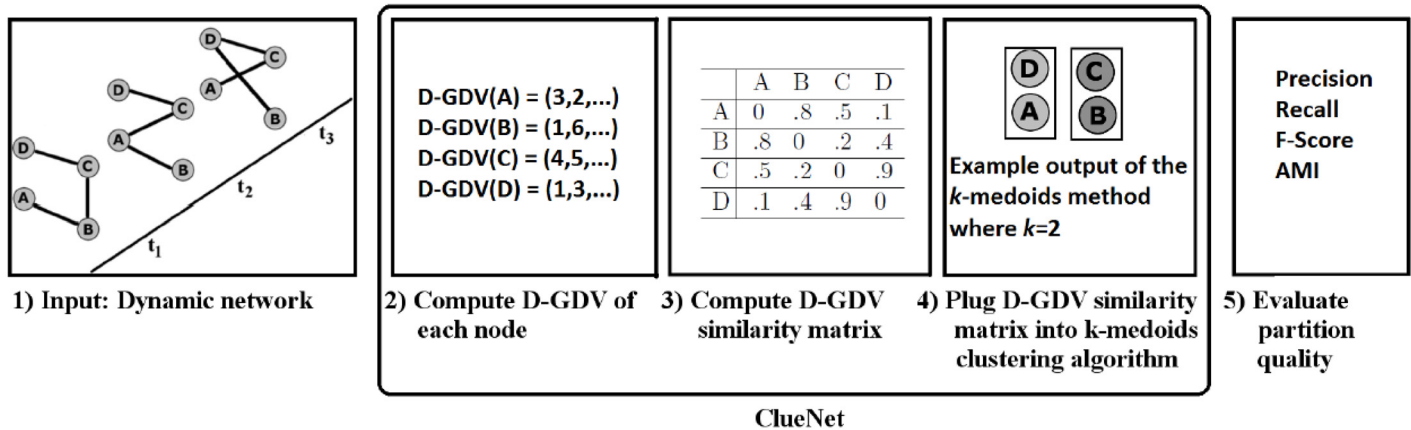 D
C
A
B
t1
D
C
A
B
t2
D
C
A
B
t3
1) Input: Dynamic network
D-GDV(A) = (3,2,...)
D-GDV(B) = (1,6,...)
D-GDV(C) = (4,5,...)
D-GDV(D) = (1,3,...)
2) Compute D-GDV of
each node
A B C D
A 0 .8 .5 .1
B .8 0 .2 .4
C .5 .2 0 .9
D .1 .4 .9 0
3) Compute D-GDV
similarity matrix
D C
A B
Example output of the
k-medoids method
where k=2
4) Plug D-GDV similarity
matrix into k-medoids
clustering algorithm
Precision
Recall
F-Score
AMI
5) Evaluate
partition
quality
ClueNet